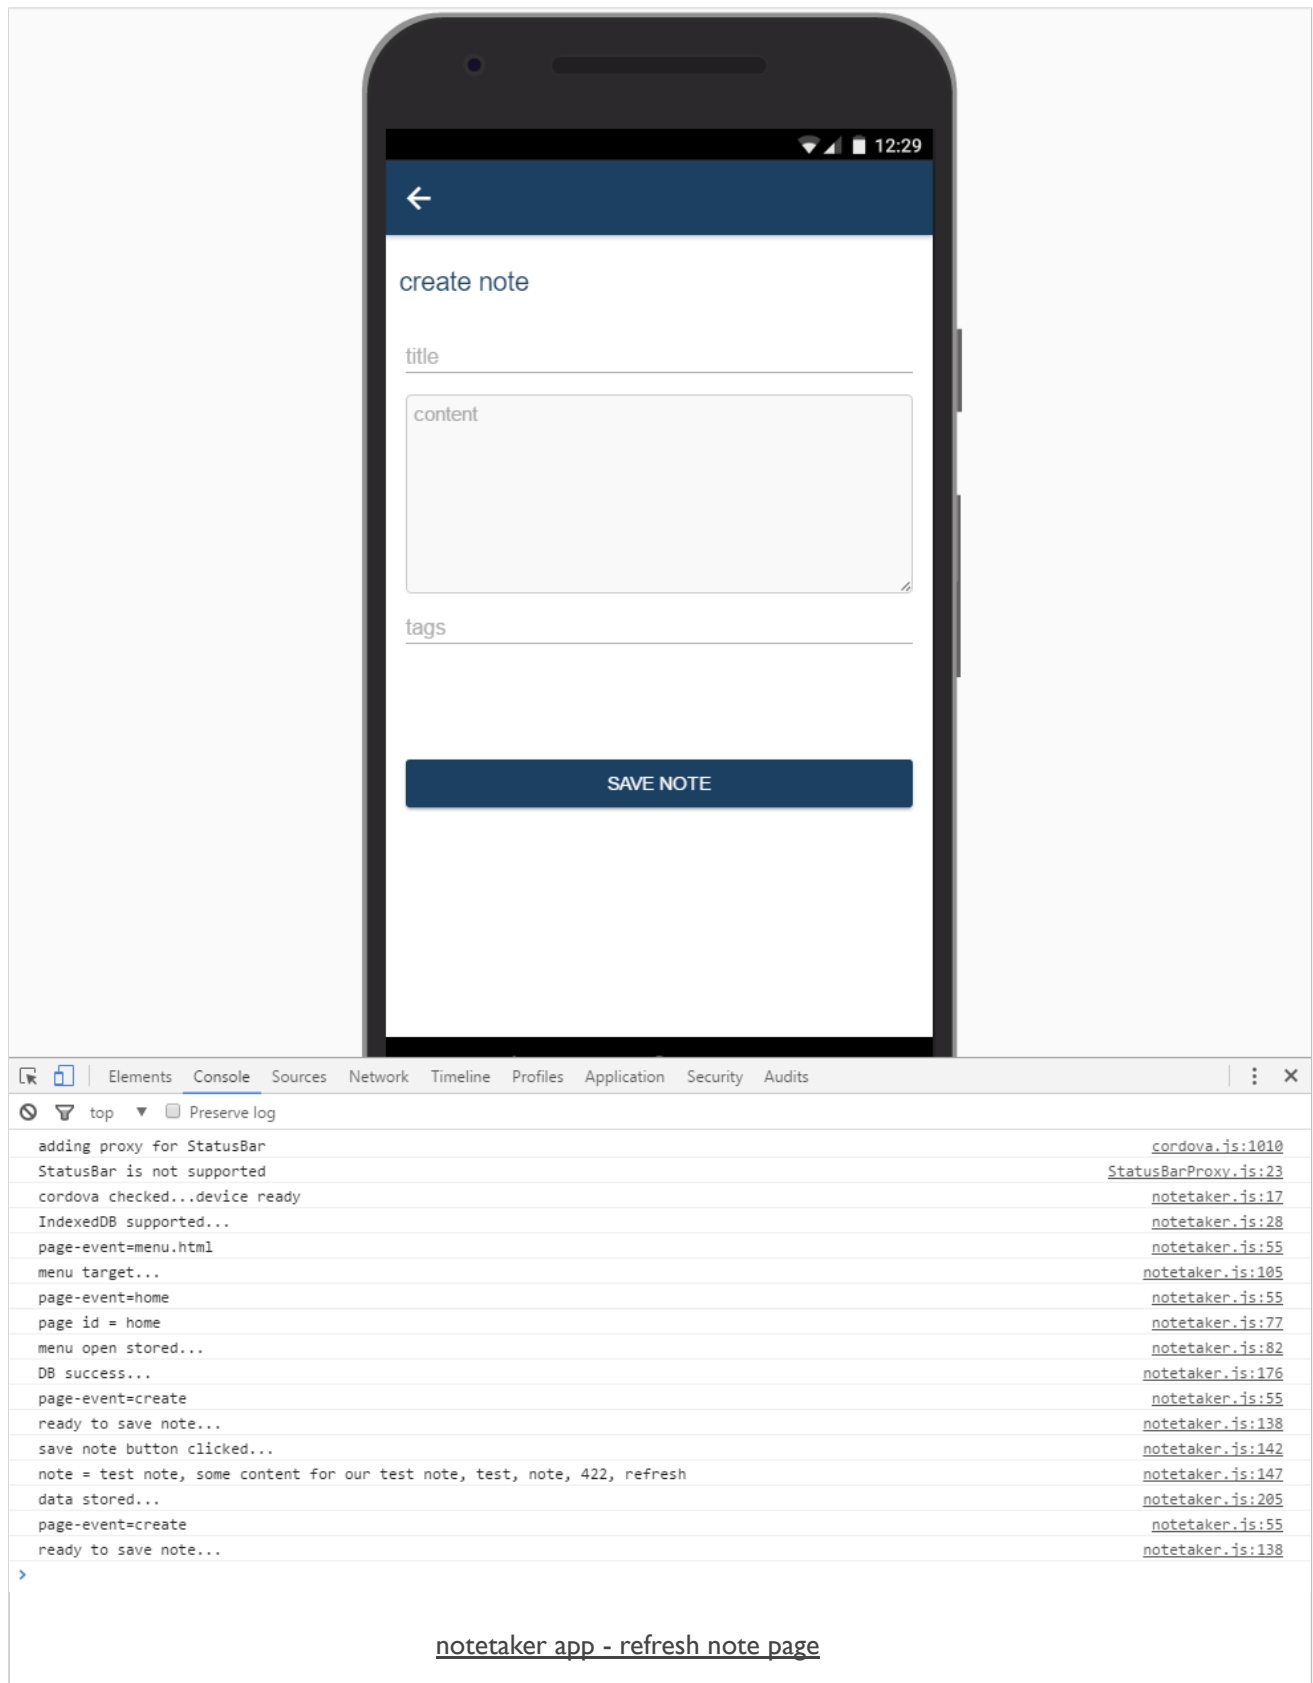 12:29
create note
title
content
tags
SAVE NOTE
Elements Console Sources Network Timeline Profiles Application Security Audits
top Preserve log
adding proxy for StatusBar cordova.js:1010
StatusBar is not supported StatusBarProxy.js:23
cordova checked...device ready notetaker.js:17
IndexedDB supported... notetaker.js:28
page-event=menu.html notetaker.js:55
menu target... notetaker.js:105
page-event=home notetaker.js:55
page id = home notetaker.js:77
menu open stored... notetaker.js:82
DB success... notetaker.js:176
page-event=create notetaker.js:55
ready to save note... notetaker.js:138
save note button clicked... notetaker.js:142
note = test note, some content for our test note, test, note, 422, refresh notetaker.js:147
data stored... notetaker.js:205
page-event=create notetaker.js:55
ready to save note... notetaker.js:138
notetaker app - refresh note page